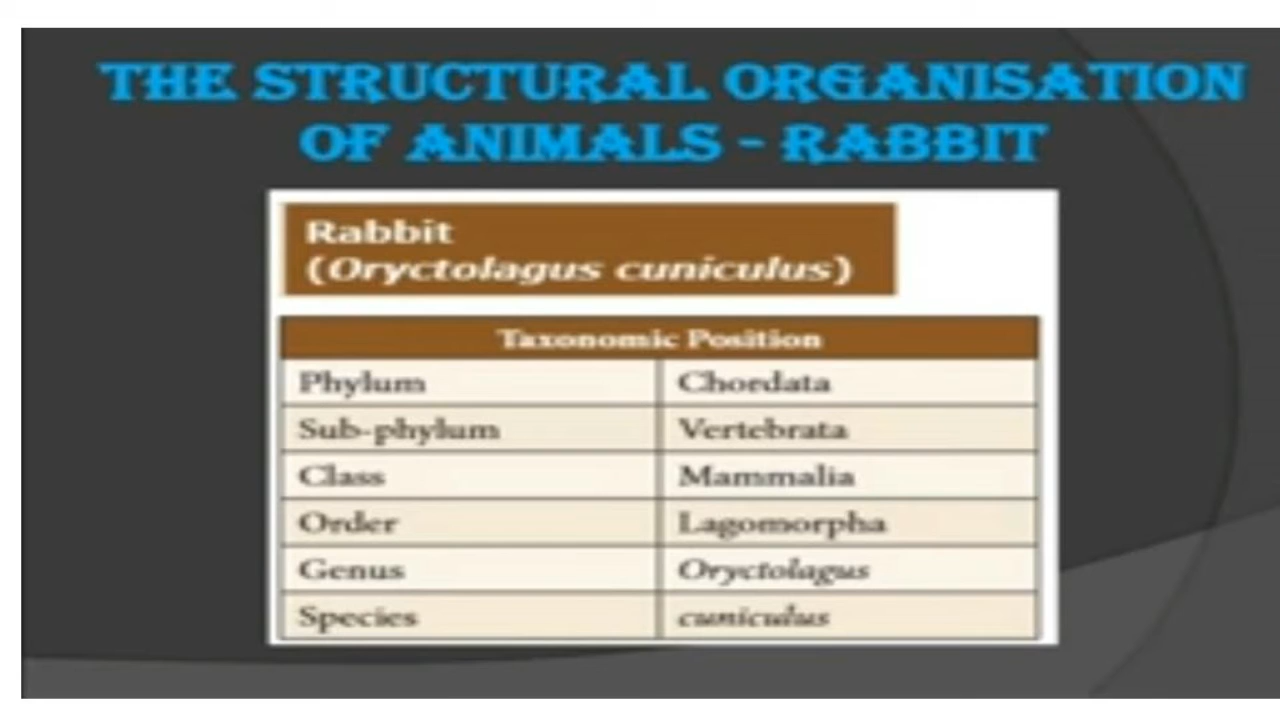 THE STRUCTURAL ORGANISATION
OF ANIMALS - RABBIT
Rabbit
(Oryctolagus cuniculus)
Taxonomic Position
Phylum Chordata
Sub-phylum Vertebrata
Class Mammalia
Order Lagomorpha
Genus Oryctolagus
Species cuniculus